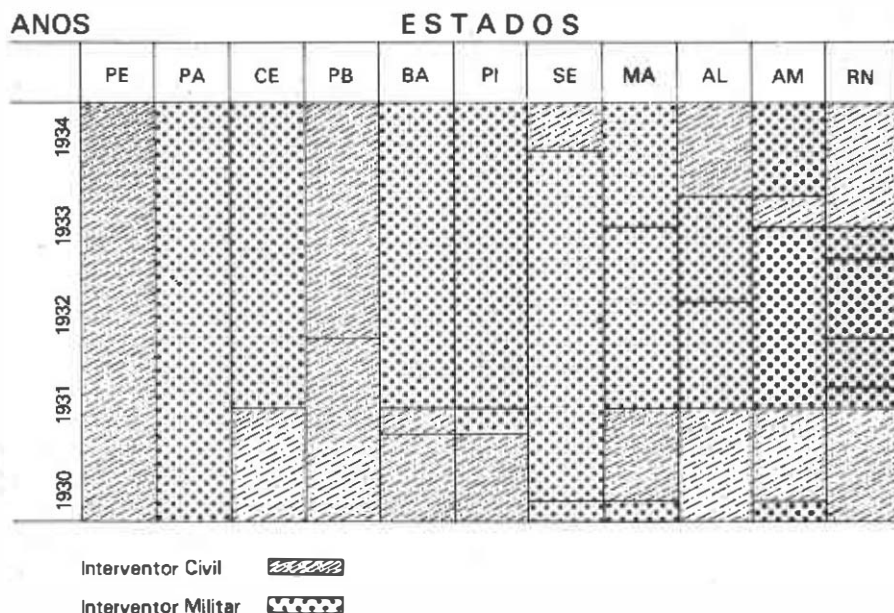 ANOS ESTADOS
PE PA CE PB BA PI SE MA AL AM RN
1934
1933
1932
1931
1930
Interventor Civil
Interventor Militar